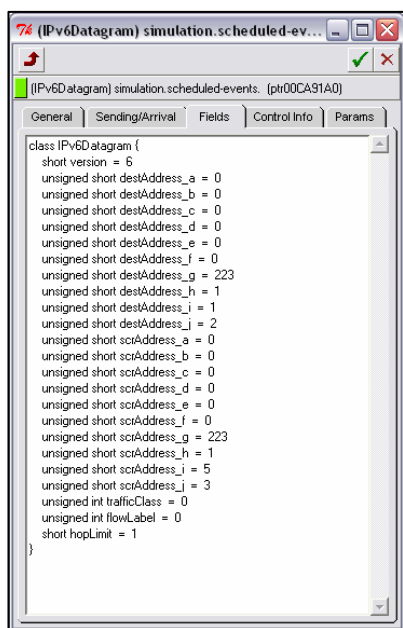 (IPv6Datagram) simulation.scheduled-ev...
(IPv6Datagram) simulation.scheduled-events. (ptr00CA91A0)
General Sending/Arrival Fields Control Info Params
class IPv6Datagram {
short version = 6
unsigned short destAddress_a = 0
unsigned short destAddress_b = 0
unsigned short destAddress_c = 0
unsigned short destAddress_d = 0
unsigned short destAddress_e = 0
unsigned short destAddress_f = 0
unsigned short destAddress_g = 223
unsigned short destAddress_h = 1
unsigned short destAddress_i = 1
unsigned short destAddress_j = 2
unsigned short scrAddress_a = 0
unsigned short scrAddress_b = 0
unsigned short scrAddress_c = 0
unsigned short scrAddress_d = 0
unsigned short scrAddress_e = 0
unsigned short scrAddress_f = 0
unsigned short scrAddress_g = 223
unsigned short scrAddress_h = 1
unsigned short scrAddress_i = 5
unsigned short scrAddress_j = 3
unsigned int trafficClass = 0
unsigned int flowLabel = 0
short hopLimit = 1
}